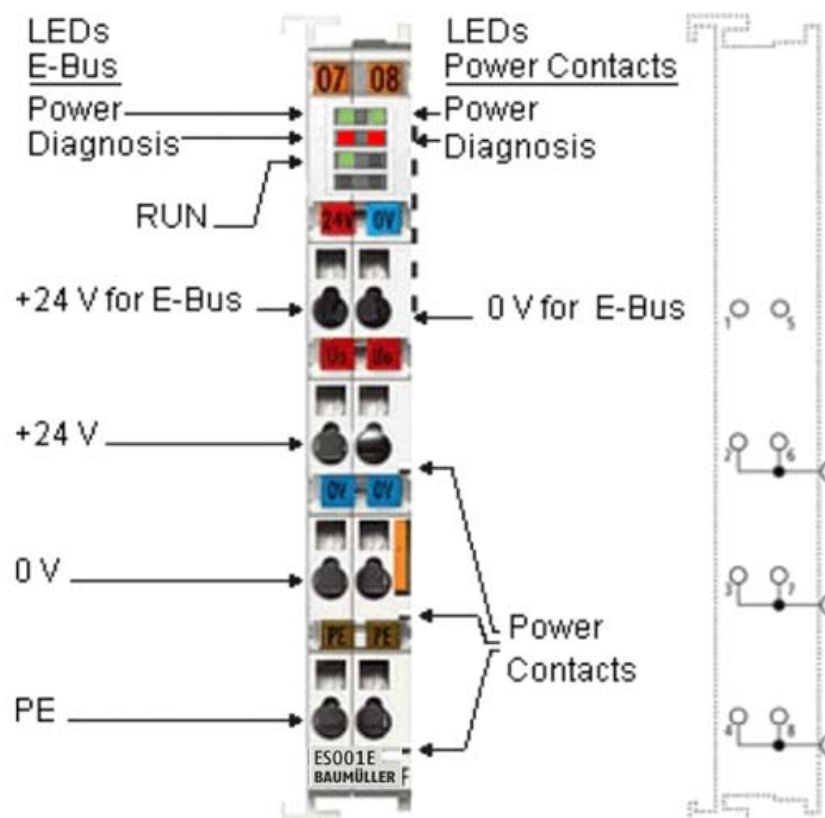 LEDs
E-Bus
Power
Diagnosis
RUN
+24 V for E-Bus
+24 V
0 V
PE
LEDs
Power Contacts
Power
Diagnosis
0 V for E-Bus
Power
Contacts
07 08
24V 0V
Uo Uo
0V 0V
PE PE
ES001E
BAUMÜLLER
F
1 5
2 6
3 7
4 8